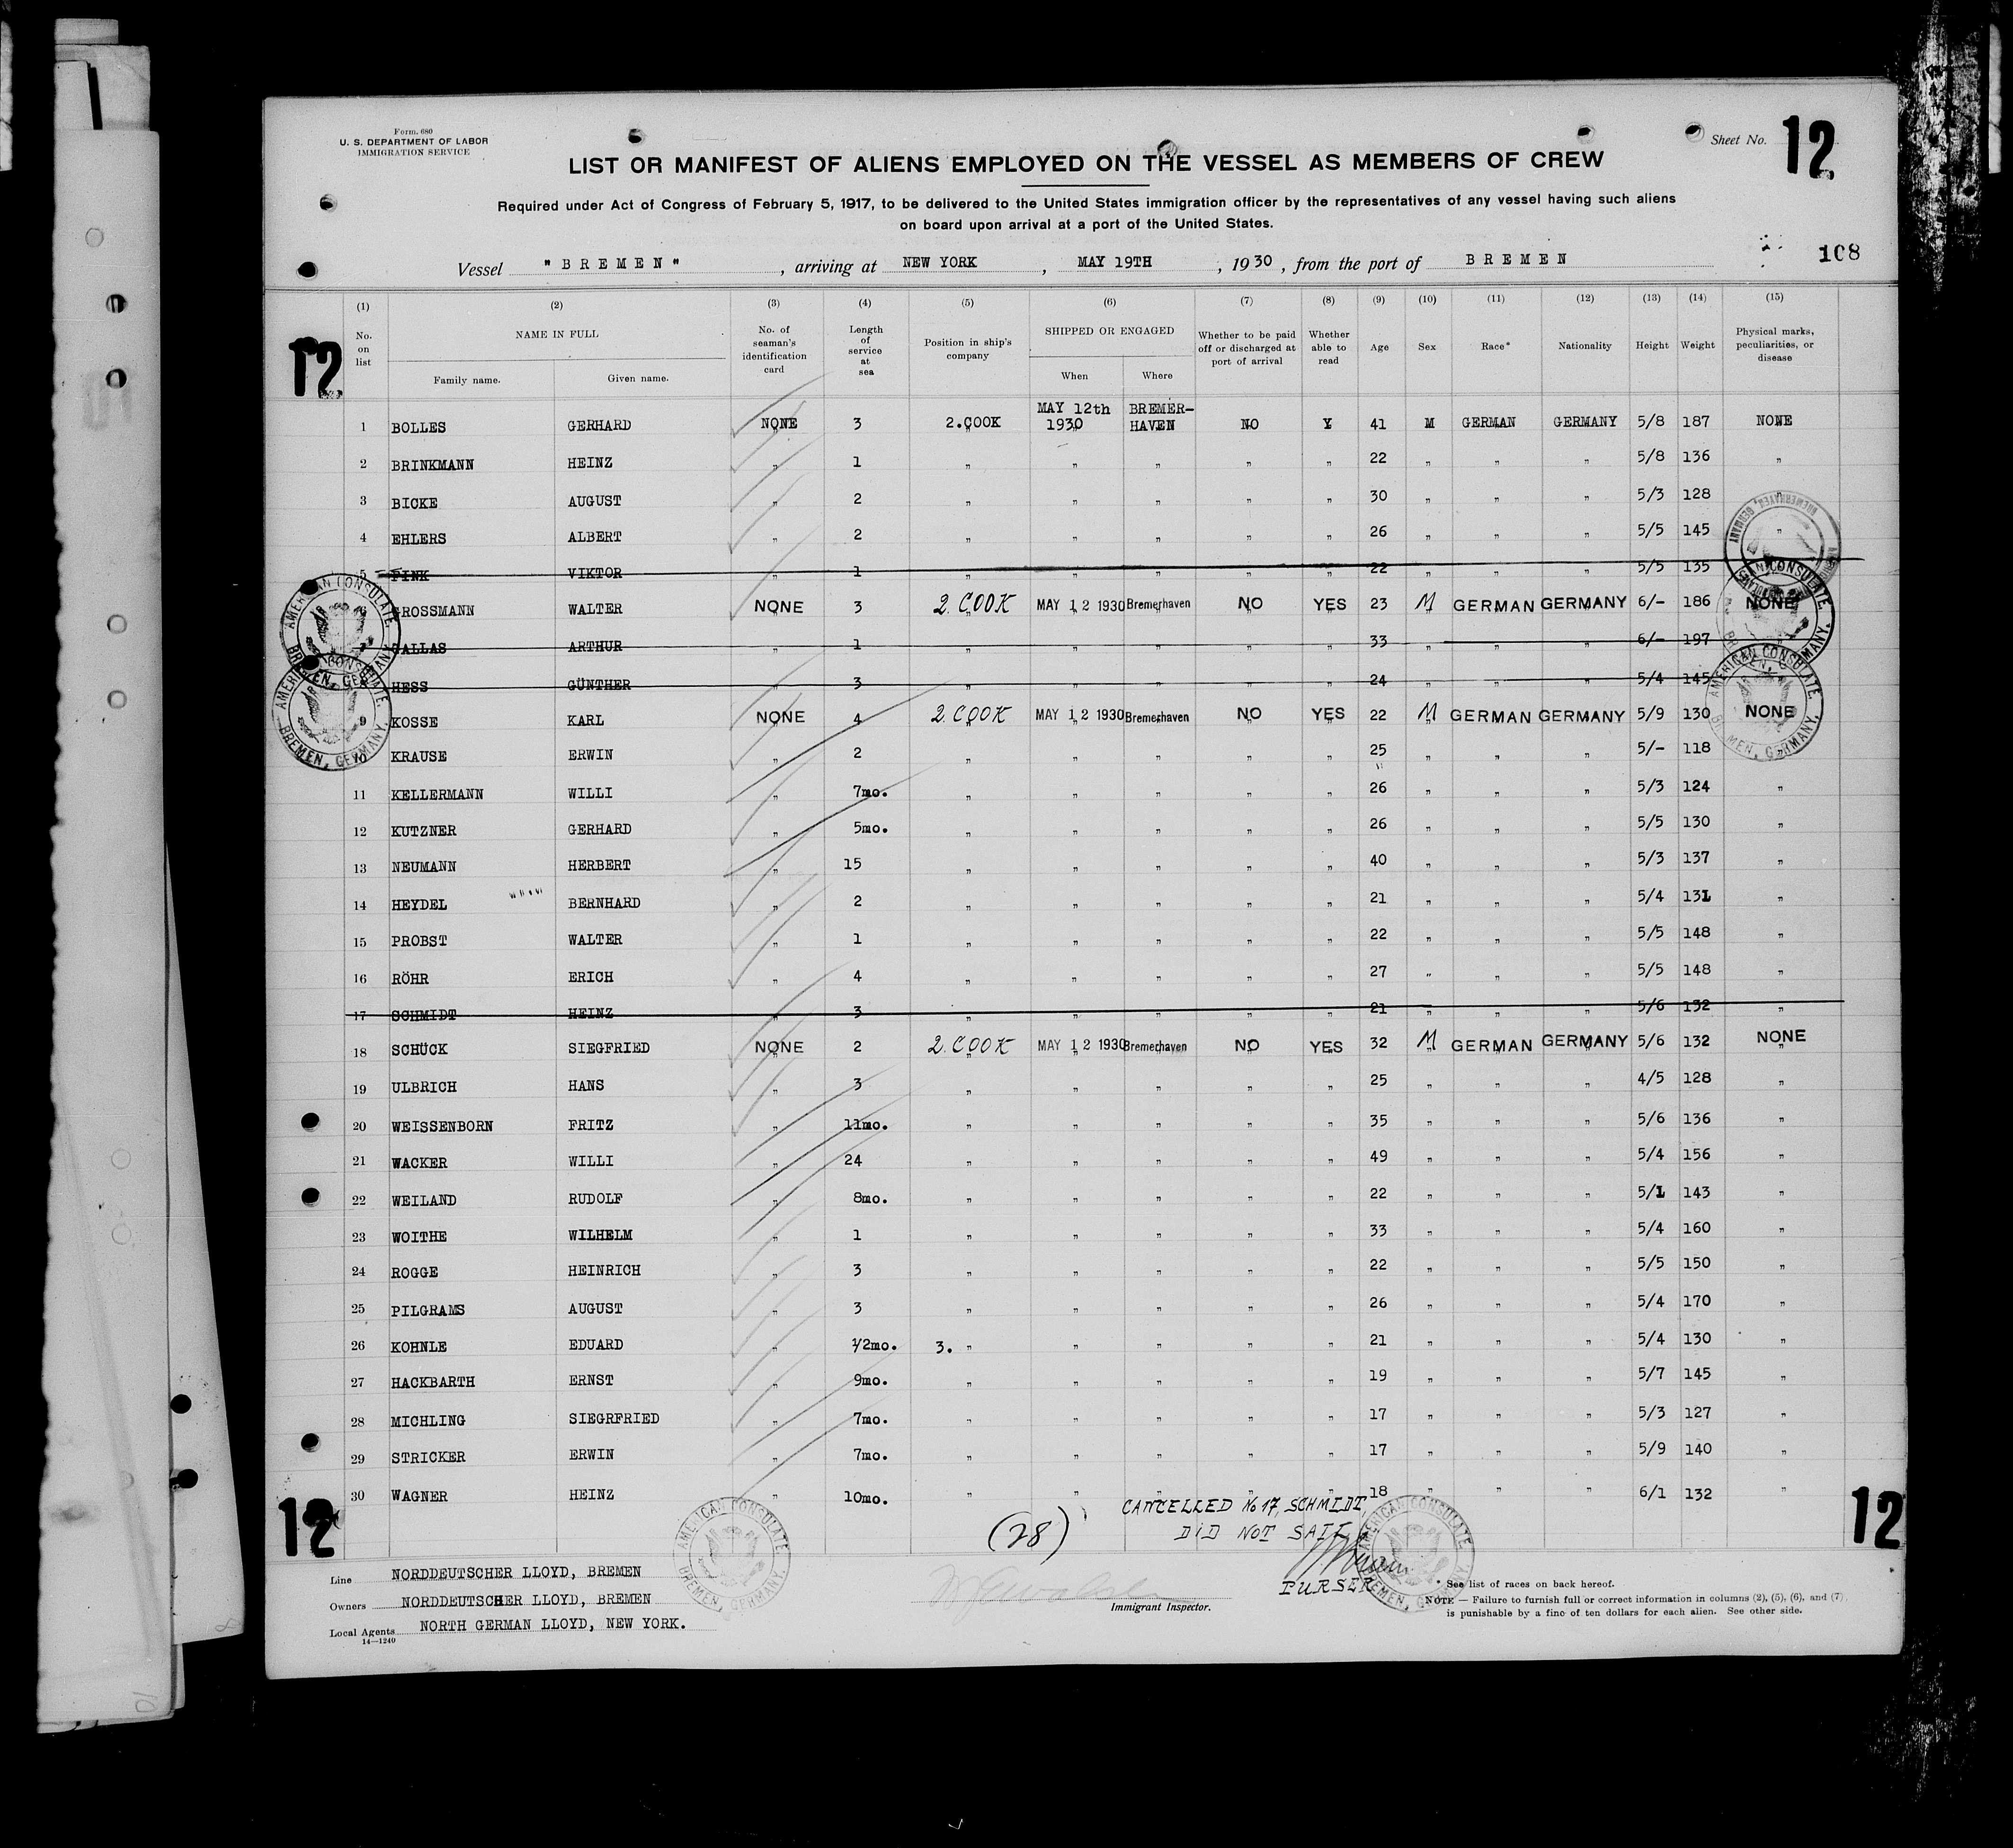 Form. 680
U. S. DEPARTMENT OF LABOR
IMMIGRATION SERVICE
Sheet No. 12
LIST OR MANIFEST OF ALIENS EMPLOYED ON THE VESSEL AS MEMBERS OF CREW
Required under Act of Congress of February 5, 1917, to be delivered to the United States immigration officer by the representatives of any vessel having such aliens
on board upon arrival at a port of the United States.
108
Vessel "BREMEN", arriving at NEW YORK, MAY 19TH, 1930, from the port of BREMEN
12
(1) (2) (3) (4) (5) (6) (7) (8) (9) (10) (11) (12) (13) (14) (15)
No. on list
NAME IN FULL
Family name. Given name.
No. of seaman's identification card
Length of service at sea
Position in ship's company
SHIPPED OR ENGAGED
When Where
Whether to be paid off or discharged at port of arrival
Whether able to read
Age
Sex
Race*
Nationality
Height
Weight
Physical marks, peculiarities, or disease
1 BOLLES GERHARD NONE 3 2.COOK MAY 12th 1930 BREMER-HAVEN NO Y 41 M GERMAN GERMANY 5/8 187 NONE
2 BRINKMANN HEINZ " 1 " " " " " 22 " " " 5/8 136 "
3 BICKE AUGUST " 2 " " " " " 30 " " " 5/3 128 "
4 EHLERS ALBERT " 2 " " " " " 26 " " " 5/5 145 "
5 PINK VIKTOR " 1 " " " " " 22 " " " 5/5 135
GROSSMANN WALTER NONE 3 2. COOK MAY 12 1930 Bremerhaven NO YES 23 M GERMAN GERMANY 6/- 186 NONE
ARTHUR " 1 " " " " " 33 " " " 6/- 197
HESS GÜNTHER " 3 " " " " " 24 " " " 5/4 145
9 KOSSE KARL NONE 4 2. COOK MAY 12 1930 Bremerhaven NO YES 22 M GERMAN GERMANY 5/9 130 NONE
KRAUSE ERWIN " 2 " " " " " 25 " " " 5/- 118 "
11 KELLERMANN WILLI " 7mo. " " " " " 26 " " " 5/3 124 "
12 KUTZNER GERHARD " 5mo. " " " " " 26 " " " 5/5 130 "
13 NEUMANN HERBERT " 15 " " " " " 40 " " " 5/3 137 "
14 HEYDEL BERNHARD " 2 " " " " " 21 " " " 5/4 131 "
15 PROBST WALTER " 1 " " " " " 22 " " " 5/5 148 "
16 RÖHR ERICH " 4 " " " " " 27 " " " 5/5 148 "
17 SCHMIDT HEINZ " 3 " " " " " 21 " " " 5/6 132 "
18 SCHÜCK SIEGFRIED NONE 2 2. COOK MAY 12 1930 Bremerhaven NO YES 32 M GERMAN GERMANY 5/6 132 NONE
19 ULBRICH HANS " 3 " " " " " 25 " " " 4/5 128 "
20 WEISSENBORN FRITZ " 11mo. " " " " " 35 " " " 5/6 136 "
21 WACKER WILLI " 24 " " " " " 49 " " " 5/4 156 "
22 WEILAND RUDOLF " 8mo. " " " " " 22 " " " 5/1 143 "
23 WOITHE WILHELM " 1 " " " " " 33 " " " 5/4 160 "
24 ROGGE HEINRICH " 3 " " " " " 22 " " " 5/5 150 "
25 PILGRAMS AUGUST " 3 " " " " " 26 " " " 5/4 170 "
26 KOHNLE EDUARD " 1/2mo. 3. " " " " " 21 " " " 5/4 130 "
27 HACKBARTH ERNST " 9mo. " " " " " 19 " " " 5/7 145 "
28 MICHLING SIEGRFRIED " 7mo. " " " " " 17 " " " 5/3 127 "
29 STRICKER ERWIN " 7mo. " " " " " 17 " " " 5/9 140 "
30 WAGNER HEINZ " 10mo. " " " " " 18 " " " 6/1 132 "
AMERICAN CONSULATE. BREMEN, GERMANY.
AMERICAN CONSULATE. BREMEN, GERMANY.
AMERICAN CONSULATE. BREMEN, GERMANY.
AMERICAN CONSULATE. BREMEN, GERMANY.
12
(28)
CANCELLED No 17, SCHMIDT,
DID NOT SAIL
PURSER
12
AMERICAN CONSULATE. BREMEN, GERMANY.
AMERICAN CONSULATE. BREMEN, GERMANY.
Line NORDDEUTSCHER LLOYD, BREMEN
Owners NORDDEUTSCHER LLOYD, BREMEN
Local Agents NORTH GERMAN LLOYD, NEW YORK.
14—1240
Immigrant Inspector.
* See list of races on back hereof.
NOTE — Failure to furnish full or correct information in columns (2), (5), (6), and (7)
is punishable by a fine of ten dollars for each alien. See other side.